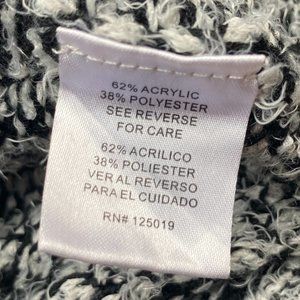 62% ACRYLIC
38% POLYESTER
SEE REVERSE
FOR CARE
62% ACRILICO
38% POLIESTER
VER AL REVERSO
PARA EL CUIDADO
RN# 125019